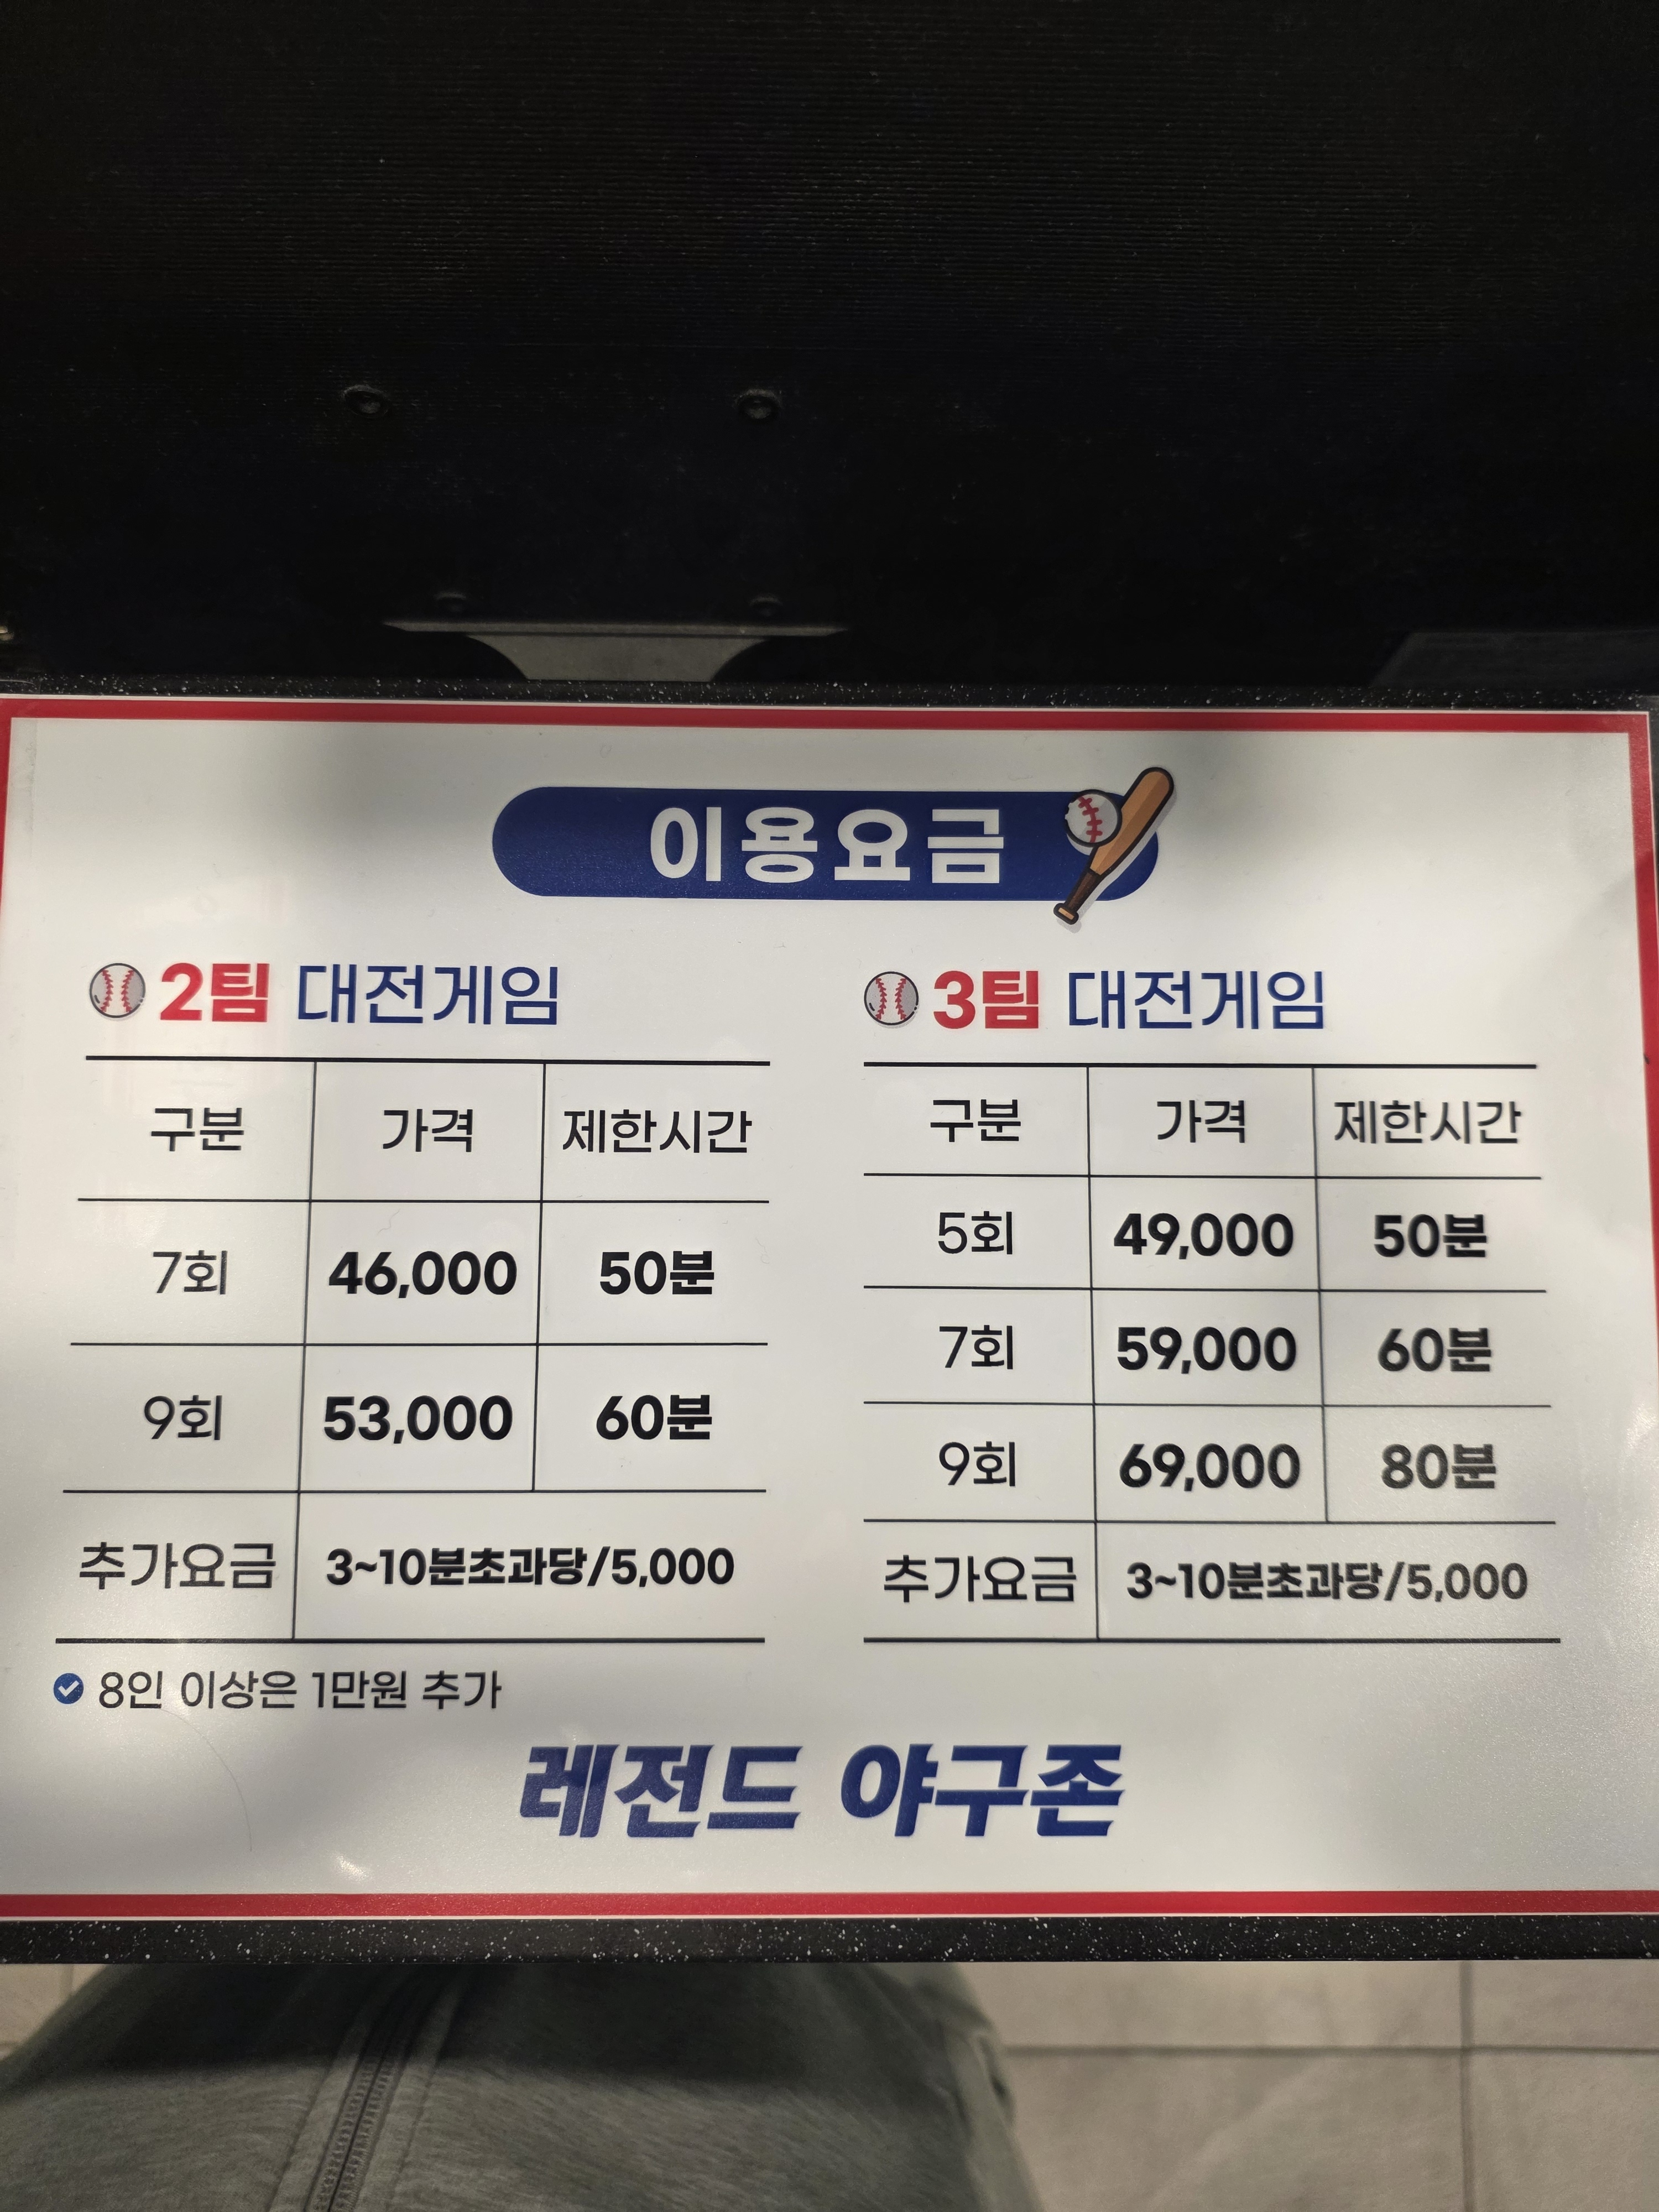 이용요금
2팀 대전게임
구분 가격 제한시간
7회 46,000 50분
9회 53,000 60분
추가요금 3~10분초과당/5,000
8인 이상은 1만원 추가
3팀 대전게임
구분 가격 제한시간
5회 49,000 50분
7회 59,000 60분
9회 69,000 80분
추가요금 3~10분초과당/5,000
레전드 야구존